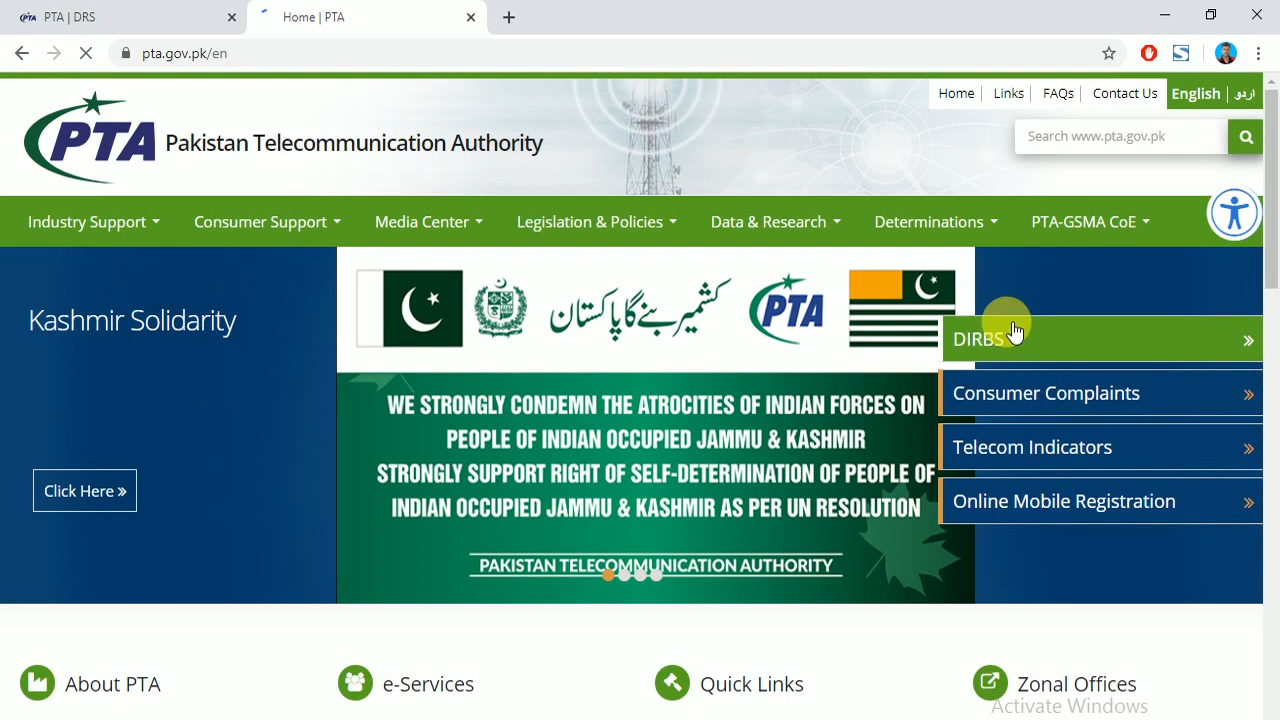 PTA PTA | DRS
Home | PTA
pta.gov.pk/en
PTA Pakistan Telecommunication Authority
Home | Links | FAQs | Contact Us
English | اردو
Search www.pta.gov.pk
Industry Support
Consumer Support
Media Center
Legislation & Policies
Data & Research
Determinations
PTA-GSMA CoE
Kashmir Solidarity
کشمیر بنے گا پاکستان
PTA
WE STRONGLY CONDEMN THE ATROCITIES OF INDIAN FORCES ON
PEOPLE OF INDIAN OCCUPIED JAMMU & KASHMIR
STRONGLY SUPPORT RIGHT OF SELF-DETERMINATION OF PEOPLE OF
INDIAN OCCUPIED JAMMU & KASHMIR AS PER UN RESOLUTION
PAKISTAN TELECOMMUNICATION AUTHORITY
Click Here »
DIRBS »
Consumer Complaints »
Telecom Indicators »
Online Mobile Registration »
About PTA
e-Services
Quick Links
Zonal Offices
Activate Windows